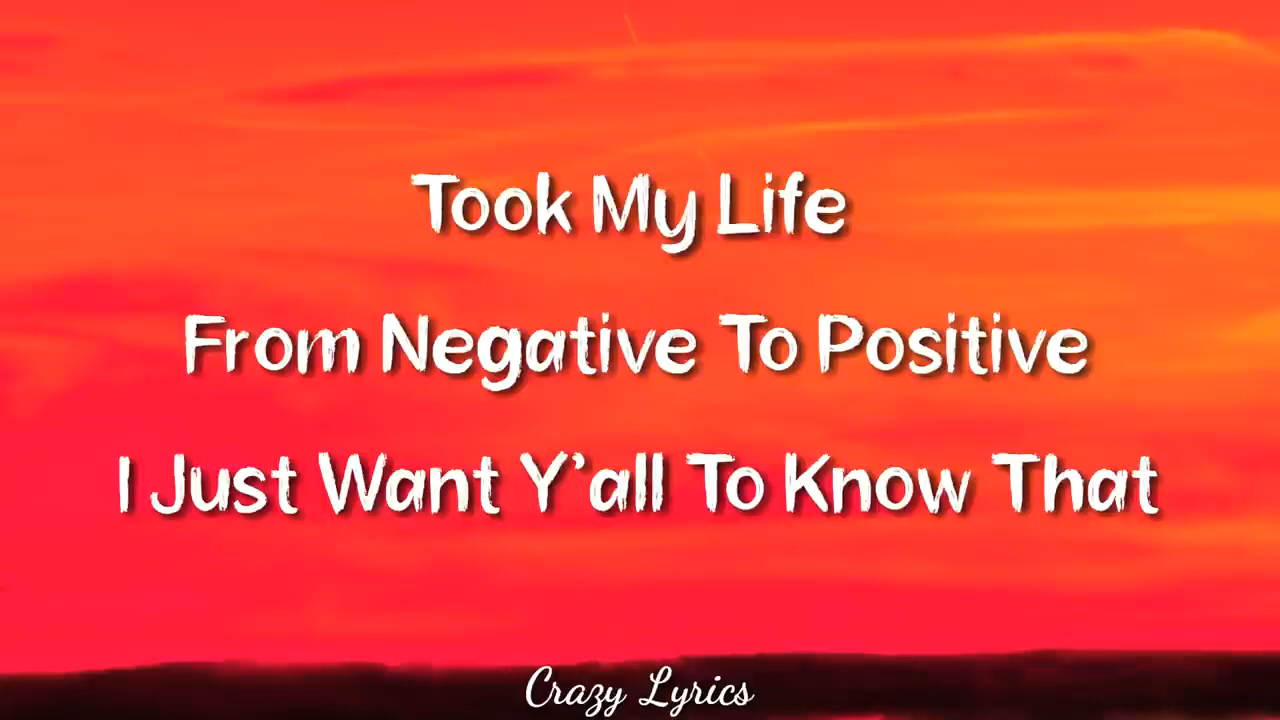 Took My Life
From Negative To Positive
I Just Want Y'all To Know That
Crazy Lyrics